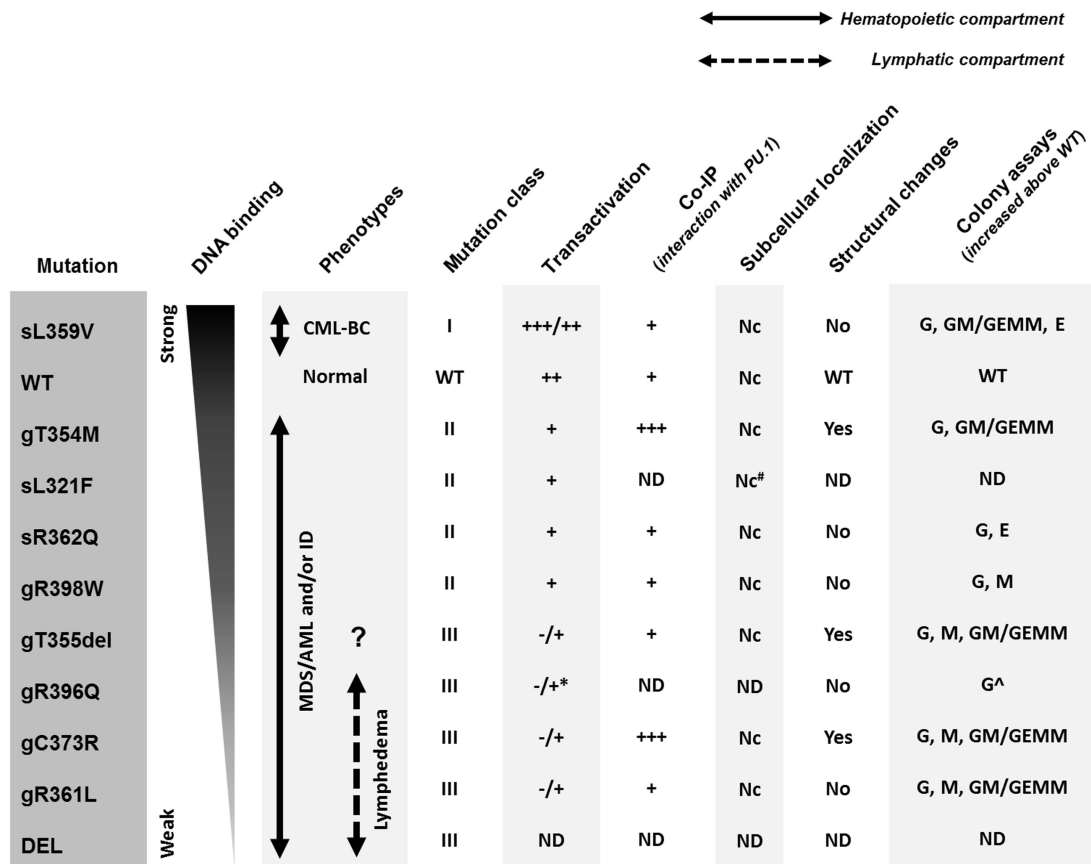 Hematopoietic compartment
Lymphatic compartment
Mutation
DNA binding
Phenotypes
Mutation class
Transactivation
Co-IP
(interaction with PU.1)
Subcellular localization
Structural changes
Colony assays
(increased above WT)
Strong
Weak
MDS/AML and/or ID
?
Lymphedema
sL359V CML-BC I +++/++ + Nc No G, GM/GEMM, E
WT Normal WT ++ + Nc WT WT
gT354M II + +++ Nc Yes G, GM/GEMM
sL321F II + ND Nc# ND ND
sR362Q II + + Nc No G, E
gR398W II + + Nc No G, M
gT355del III -/+ + Nc Yes G, M, GM/GEMM
gR396Q III -/+* ND ND No G^
gC373R III -/+ +++ Nc Yes G, M, GM/GEMM
gR361L III -/+ + Nc No G, M, GM/GEMM
DEL III ND ND ND ND ND